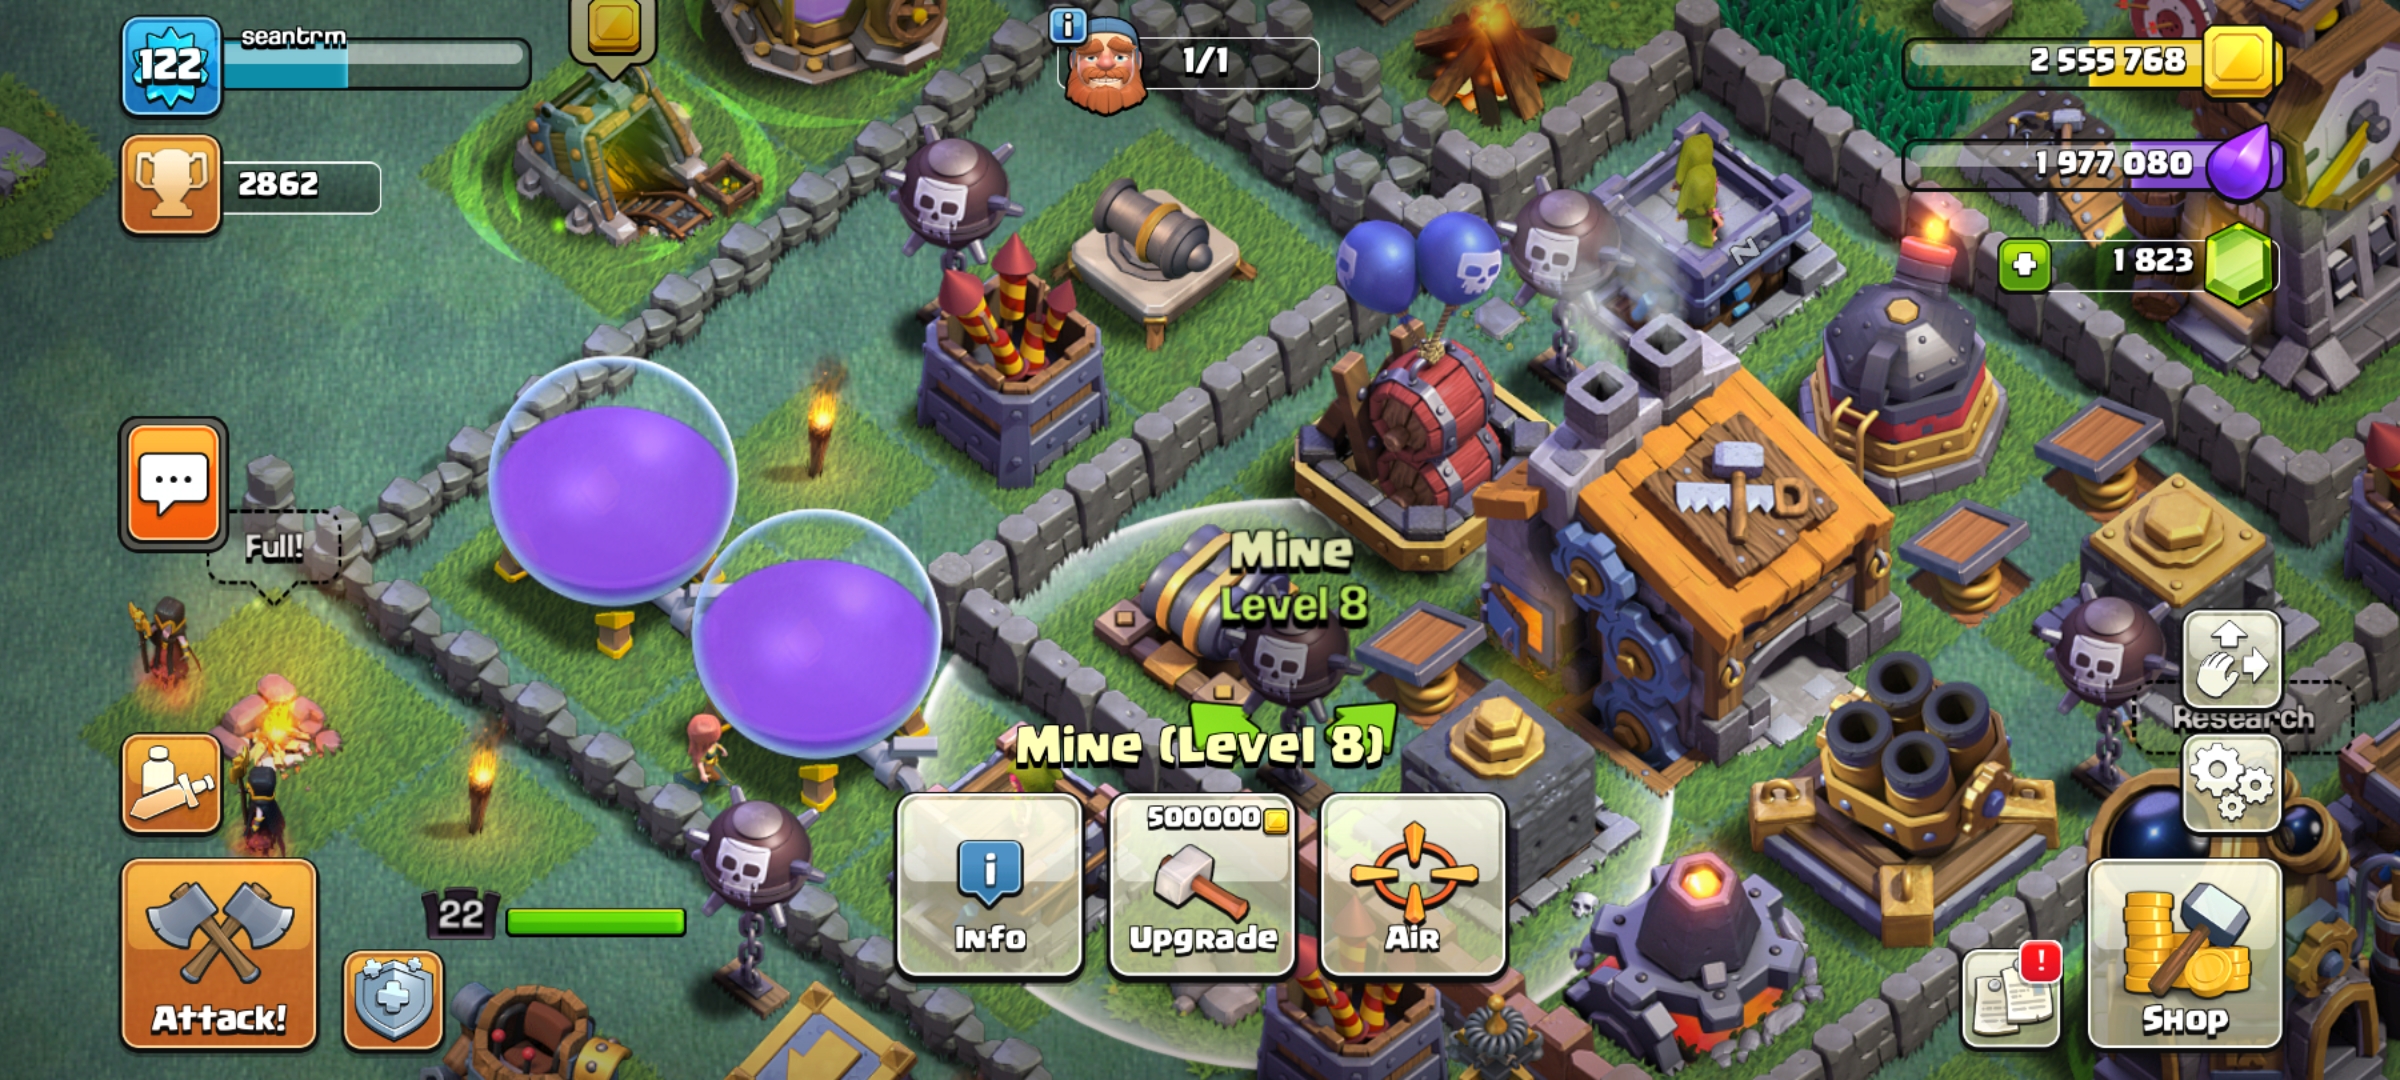 122
seantrm
1/1
2 555 768
2862
1 977 080
1 823
Full!
Mine
Level 8
Research
Mine (Level 8)
500000
Info
Upgrade
Air
22
Attack!
!
Shop